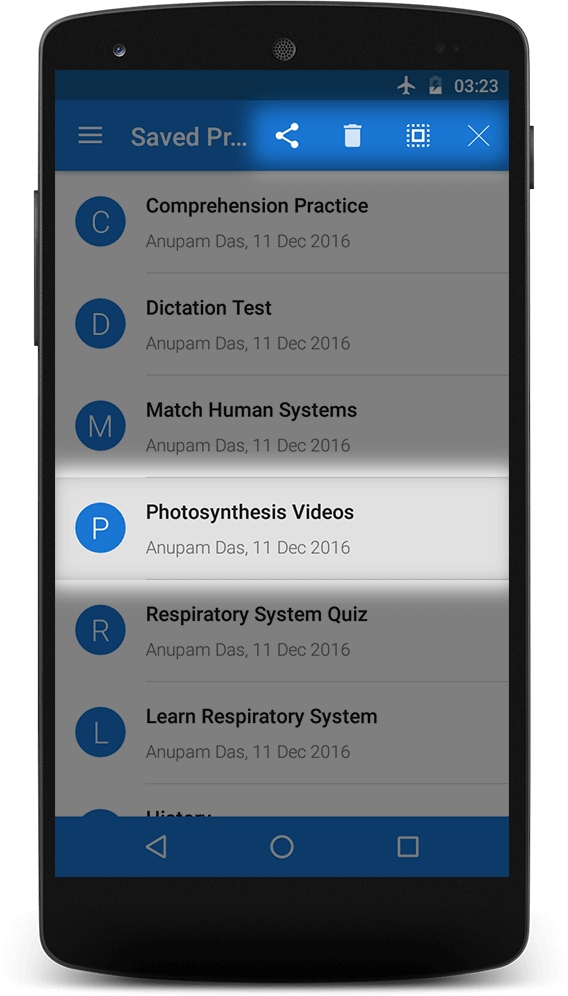 03:23
Saved Pr...
C
Comprehension Practice
Anupam Das, 11 Dec 2016
D
Dictation Test
Anupam Das, 11 Dec 2016
M
Match Human Systems
Anupam Das, 11 Dec 2016
P
Photosynthesis Videos
Anupam Das, 11 Dec 2016
R
Respiratory System Quiz
Anupam Das, 11 Dec 2016
L
Learn Respiratory System
Anupam Das, 11 Dec 2016
History